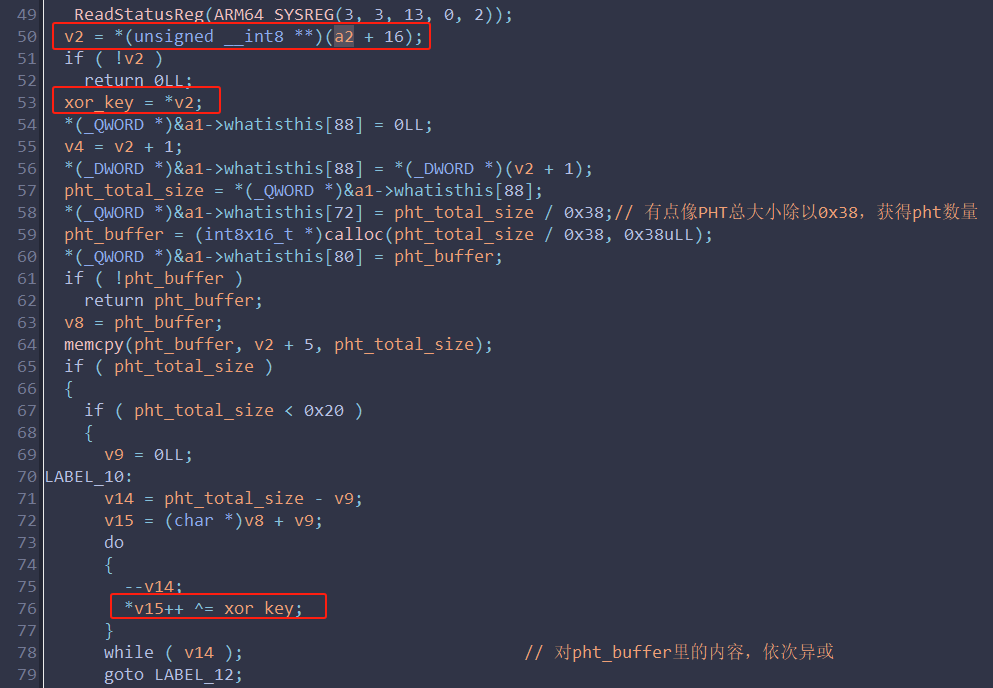 49 _ReadStatusReg(ARM64_SYSREG(3, 3, 13, 0, 2));
50 v2 = *(unsigned __int8 **)(a2 + 16);
51 if ( !v2 )
52 return 0LL;
53 xor_key = *v2;
54 *(_QWORD *)&a1->whatisthis[88] = 0LL;
55 v4 = v2 + 1;
56 *(_DWORD *)&a1->whatisthis[88] = *(_DWORD *)(v2 + 1);
57 pht_total_size = *(_QWORD *)&a1->whatisthis[88];
58 *(_QWORD *)&a1->whatisthis[72] = pht_total_size / 0x38;// 有点像PHT总大小除以0x38，获得pht数量
59 pht_buffer = (int8x16_t *)calloc(pht_total_size / 0x38, 0x38uLL);
60 *(_QWORD *)&a1->whatisthis[80] = pht_buffer;
61 if ( !pht_buffer )
62 return pht_buffer;
63 v8 = pht_buffer;
64 memcpy(pht_buffer, v2 + 5, pht_total_size);
65 if ( pht_total_size )
66 {
67 if ( pht_total_size < 0x20 )
68 {
69 v9 = 0LL;
70 LABEL_10:
71 v14 = pht_total_size - v9;
72 v15 = (char *)v8 + v9;
73 do
74 {
75 --v14;
76 *v15++ ^= xor_key;
77 }
78 while ( v14 ); // 对pht_buffer里的内容，依次异或
79 goto LABEL_12;